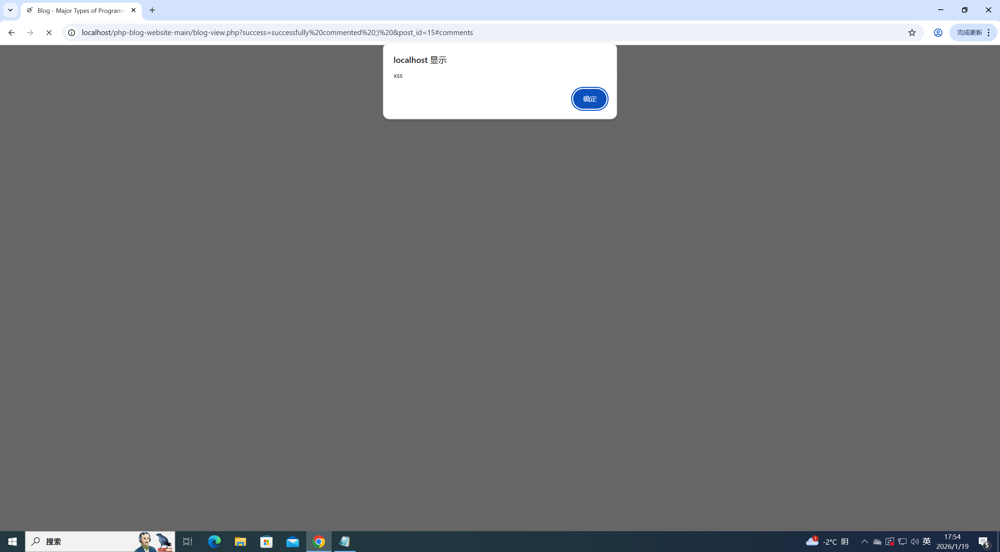 Blog - Major Types of Program
localhost/php-blog-website-main/blog-view.php?success=successfully%20commented%20;)%20&post_id=15#comments
完成更新
localhost 显示
xss
确定
搜索
1
-2°C 阴
英
17:54
2026/1/19
5